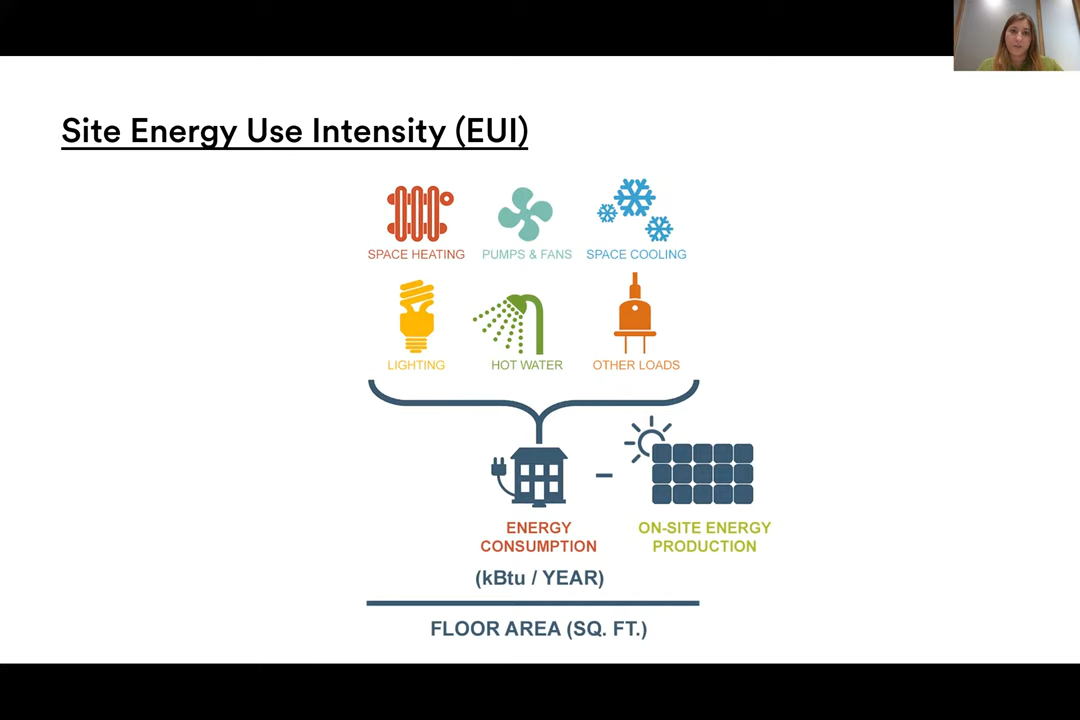 Site Energy Use Intensity (EUI)
SPACE HEATING
PUMPS & FANS
SPACE COOLING
LIGHTING
HOT WATER
OTHER LOADS
–
ENERGY
CONSUMPTION
ON-SITE ENERGY
PRODUCTION
(kBtu / YEAR)
FLOOR AREA (SQ. FT.)